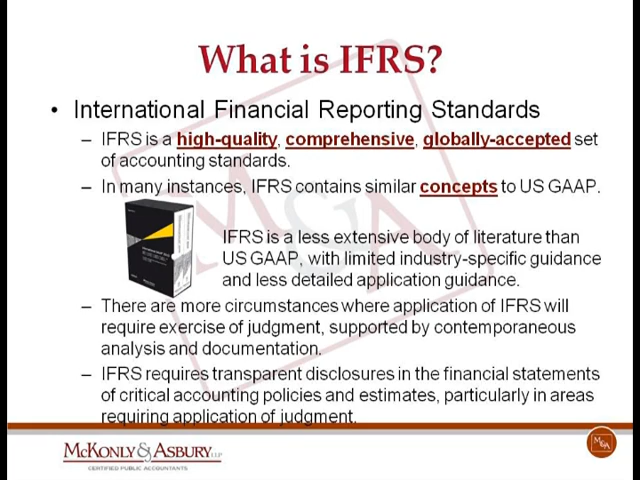 What is IFRS?
• International Financial Reporting Standards
– IFRS is a high-quality, comprehensive, globally-accepted set
of accounting standards.
– In many instances, IFRS contains similar concepts to US GAAP.
IFRS is a less extensive body of literature than
US GAAP, with limited industry-specific guidance
and less detailed application guidance.
– There are more circumstances where application of IFRS will
require exercise of judgment, supported by contemporaneous
analysis and documentation.
– IFRS requires transparent disclosures in the financial statements
of critical accounting policies and estimates, particularly in areas
requiring application of judgment.
McKonly & Asbury LLP
CERTIFIED PUBLIC ACCOUNTANTS
M&A